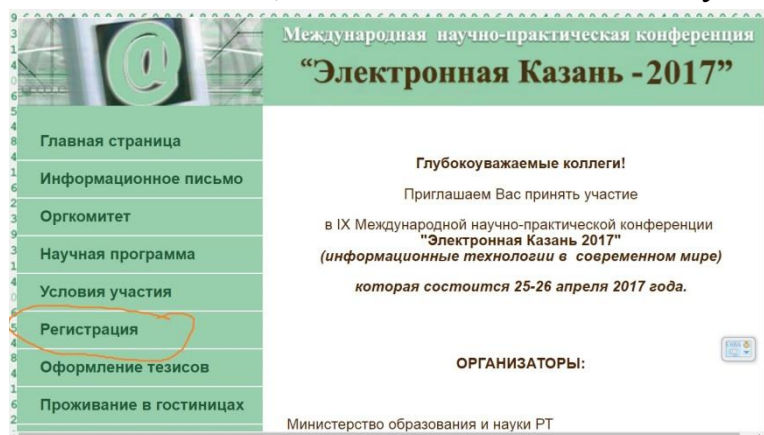 Международная научно-практическая конференция
“Электронная Казань -2017”
@
Главная страница
Информационное письмо
Оргкомитет
Научная программа
Условия участия
Регистрация
Оформление тезисов
Проживание в гостиницах
Глубокоуважаемые коллеги!
Приглашаем Вас принять участие
в IX Международной научно-практической конференции
"Электронная Казань 2017"
(информационные технологии в современном мире)
которая состоится 25-26 апреля 2017 года.
ОРГАНИЗАТОРЫ:
Министерство образования и науки РТ